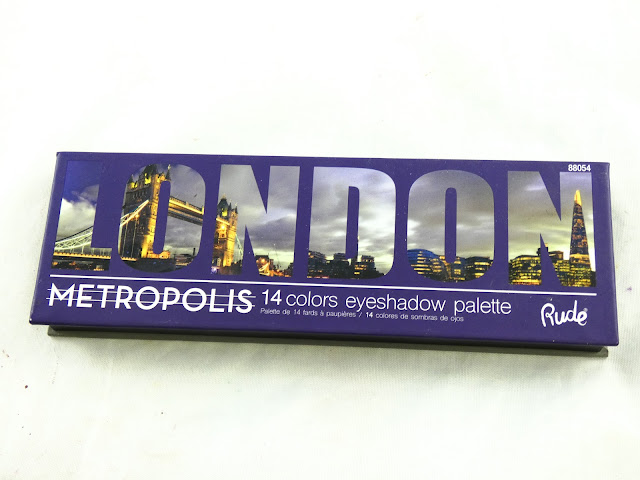 88054
LONDON
METROPOLIS 14 colors eyeshadow palette
Palette de 14 fards à paupières / 14 colores de sombras de ojos
Rude